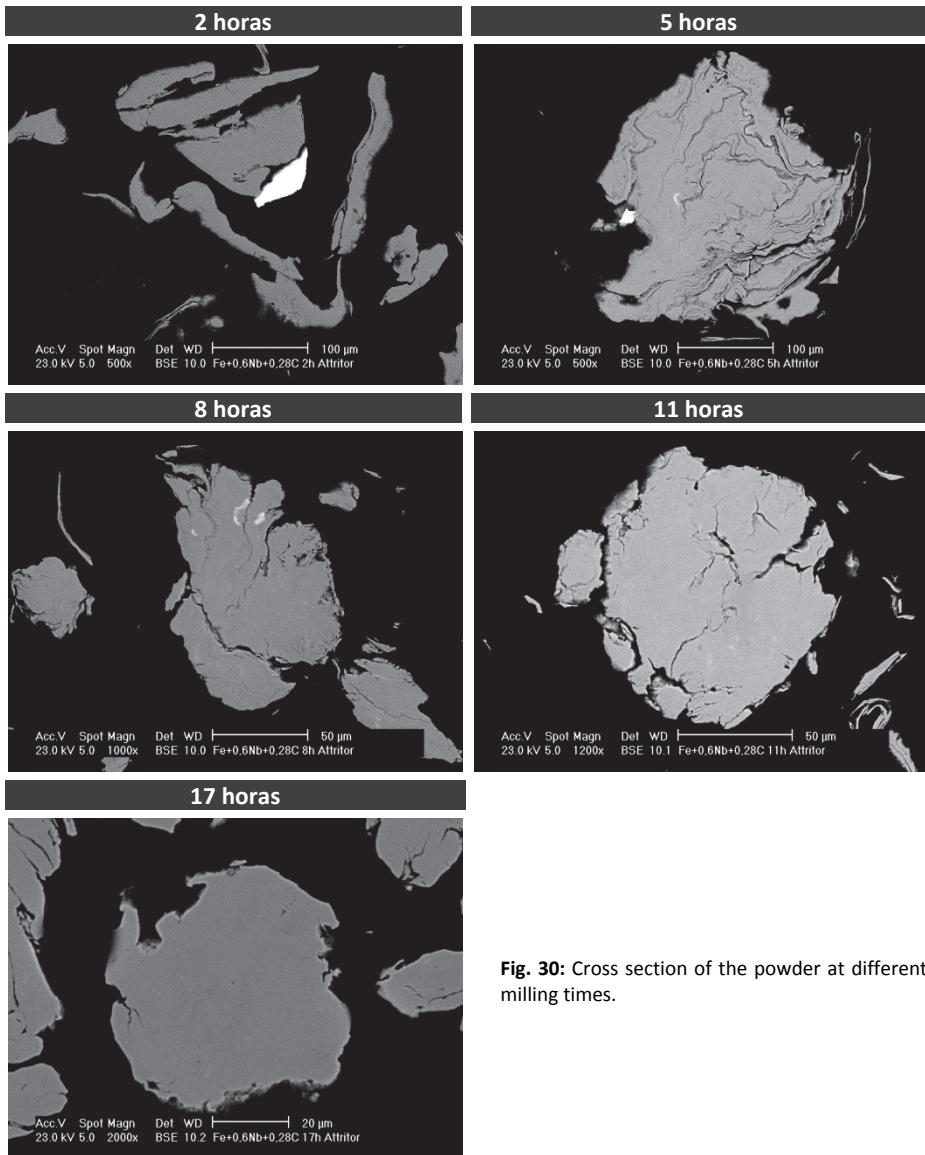 2 horas
Acc.V Spot Magn Det WD 100 µm
23.0 kV 5.0 500x BSE 10.0 Fe+0,6Nb+0,28C 2h Attritor
5 horas
Acc.V Spot Magn Det WD 100 µm
23.0 kV 5.0 500x BSE 10.0 Fe+0,6Nb+0,28C 5h Attritor
8 horas
Acc.V Spot Magn Det WD 50 µm
23.0 kV 5.0 1000x BSE 10.0 Fe+0,6Nb+0,28C 8h Attritor
11 horas
Acc.V Spot Magn Det WD 50 µm
23.0 kV 5.0 1200x BSE 10.1 Fe+0,6Nb+0,28C 11h Attritor
17 horas
Acc.V Spot Magn Det WD 20 µm
23.0 kV 5.0 2000x BSE 10.2 Fe+0,6Nb+0,28C 17h Attritor
Fig. 30: Cross section of the powder at different
milling times.